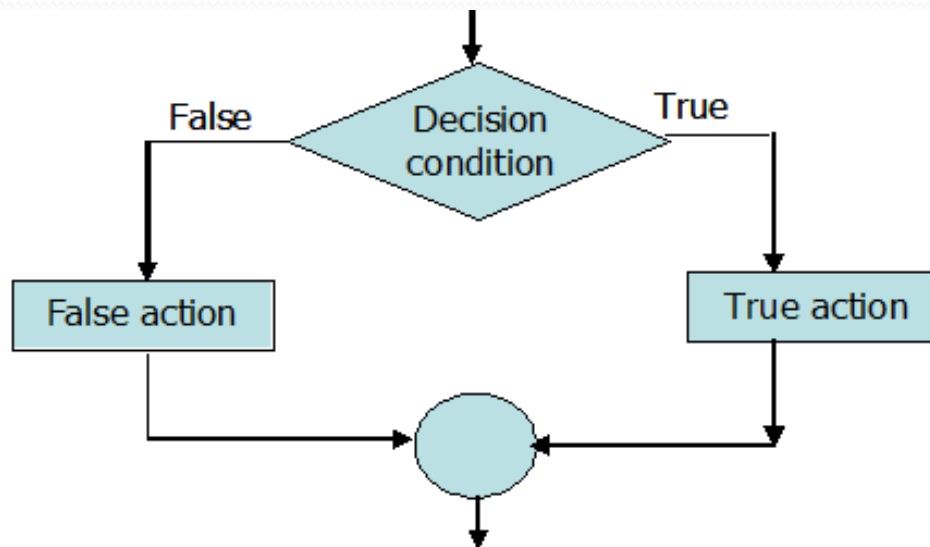 False
True
Decision
condition
False action
True action